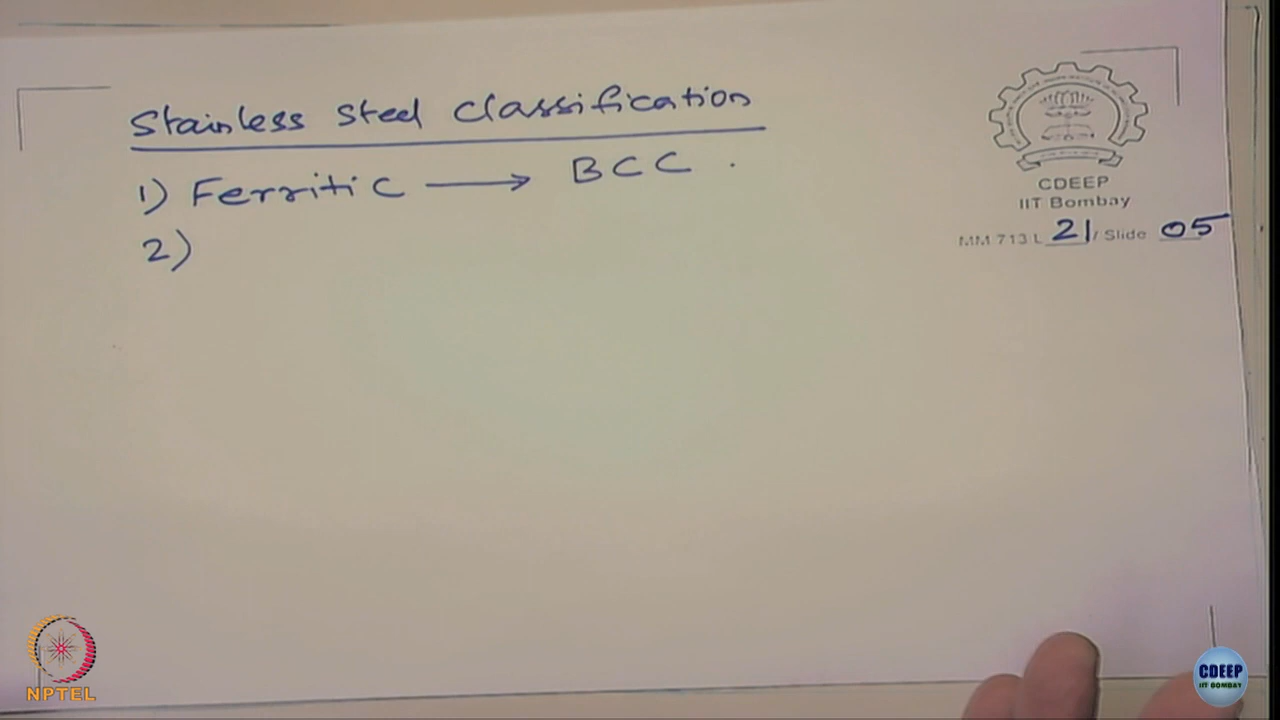 Stainless Steel Classification
1) Ferritic → BCC .
2)
CDEEP
IIT Bombay
MM 713 L 21 / Slide 05
NPTEL
CDEEP
IIT BOMBAY